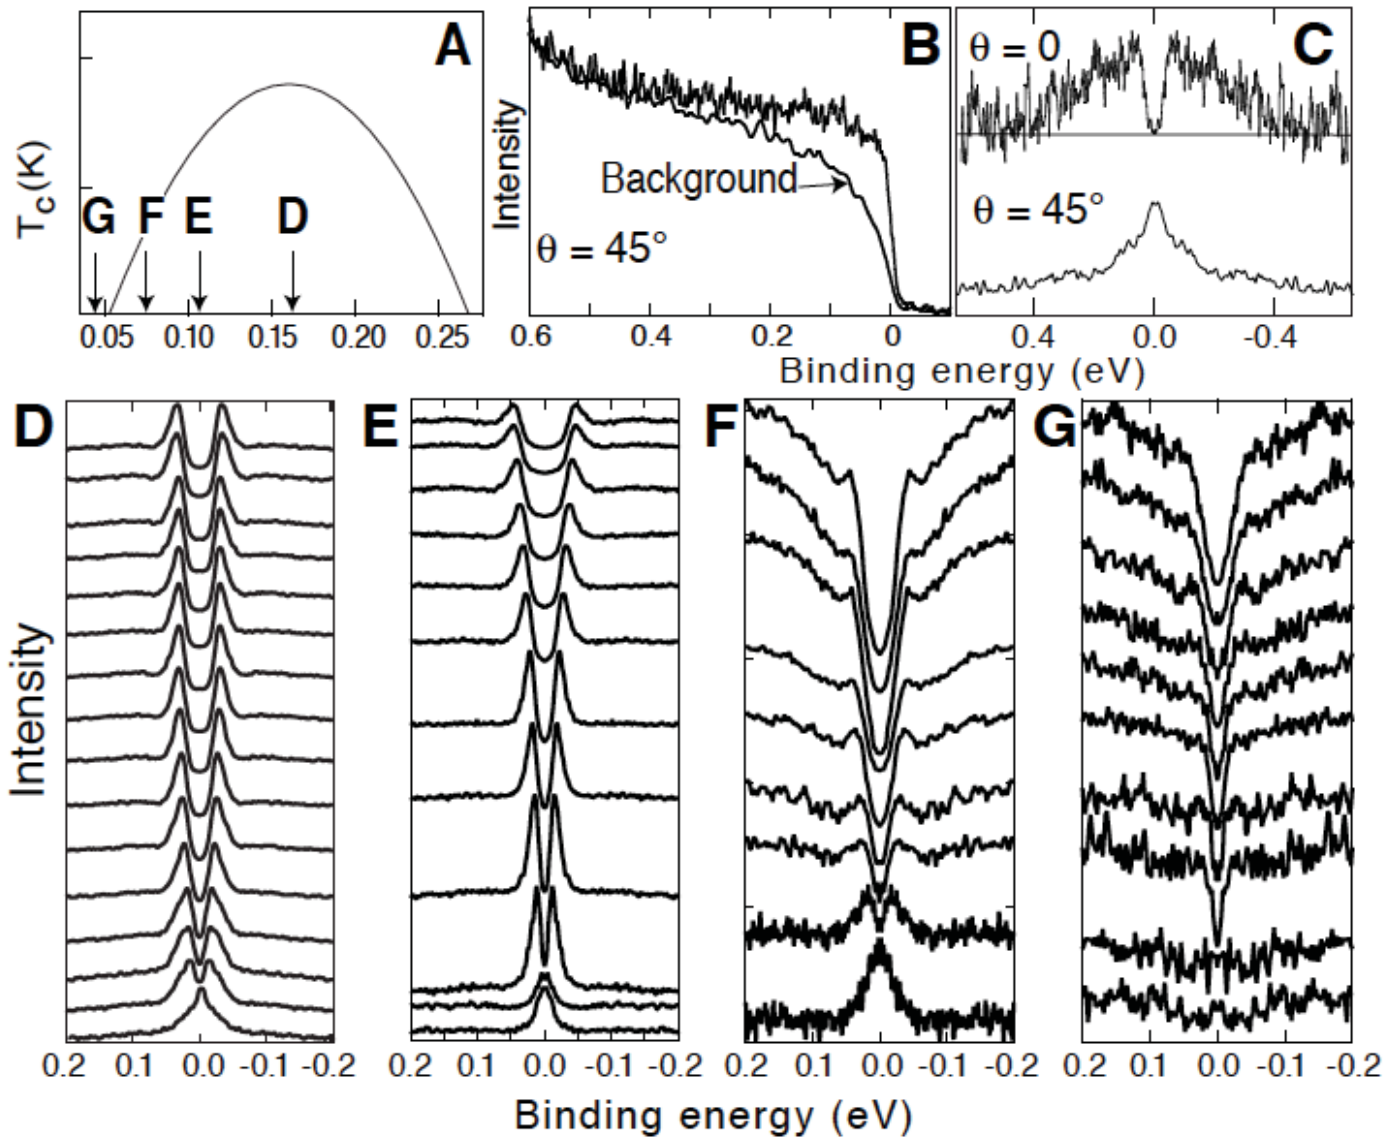 A
T_c(K)
G F E D
0.05 0.10 0.15 0.20 0.25
B
Intensity
Background
θ = 45°
0.6 0.4 0.2 0
C
θ = 0
θ = 45°
0.4 0.0 -0.4
Binding energy (eV)
D
E
F
G
Intensity
0.2 0.1 0.0 -0.1 -0.2
0.2 0.1 0.0 -0.1 -0.2
0.1 0.0 -0.1 -0.2
0.2 0.1 0.0 -0.1 -0.2
Binding energy (eV)